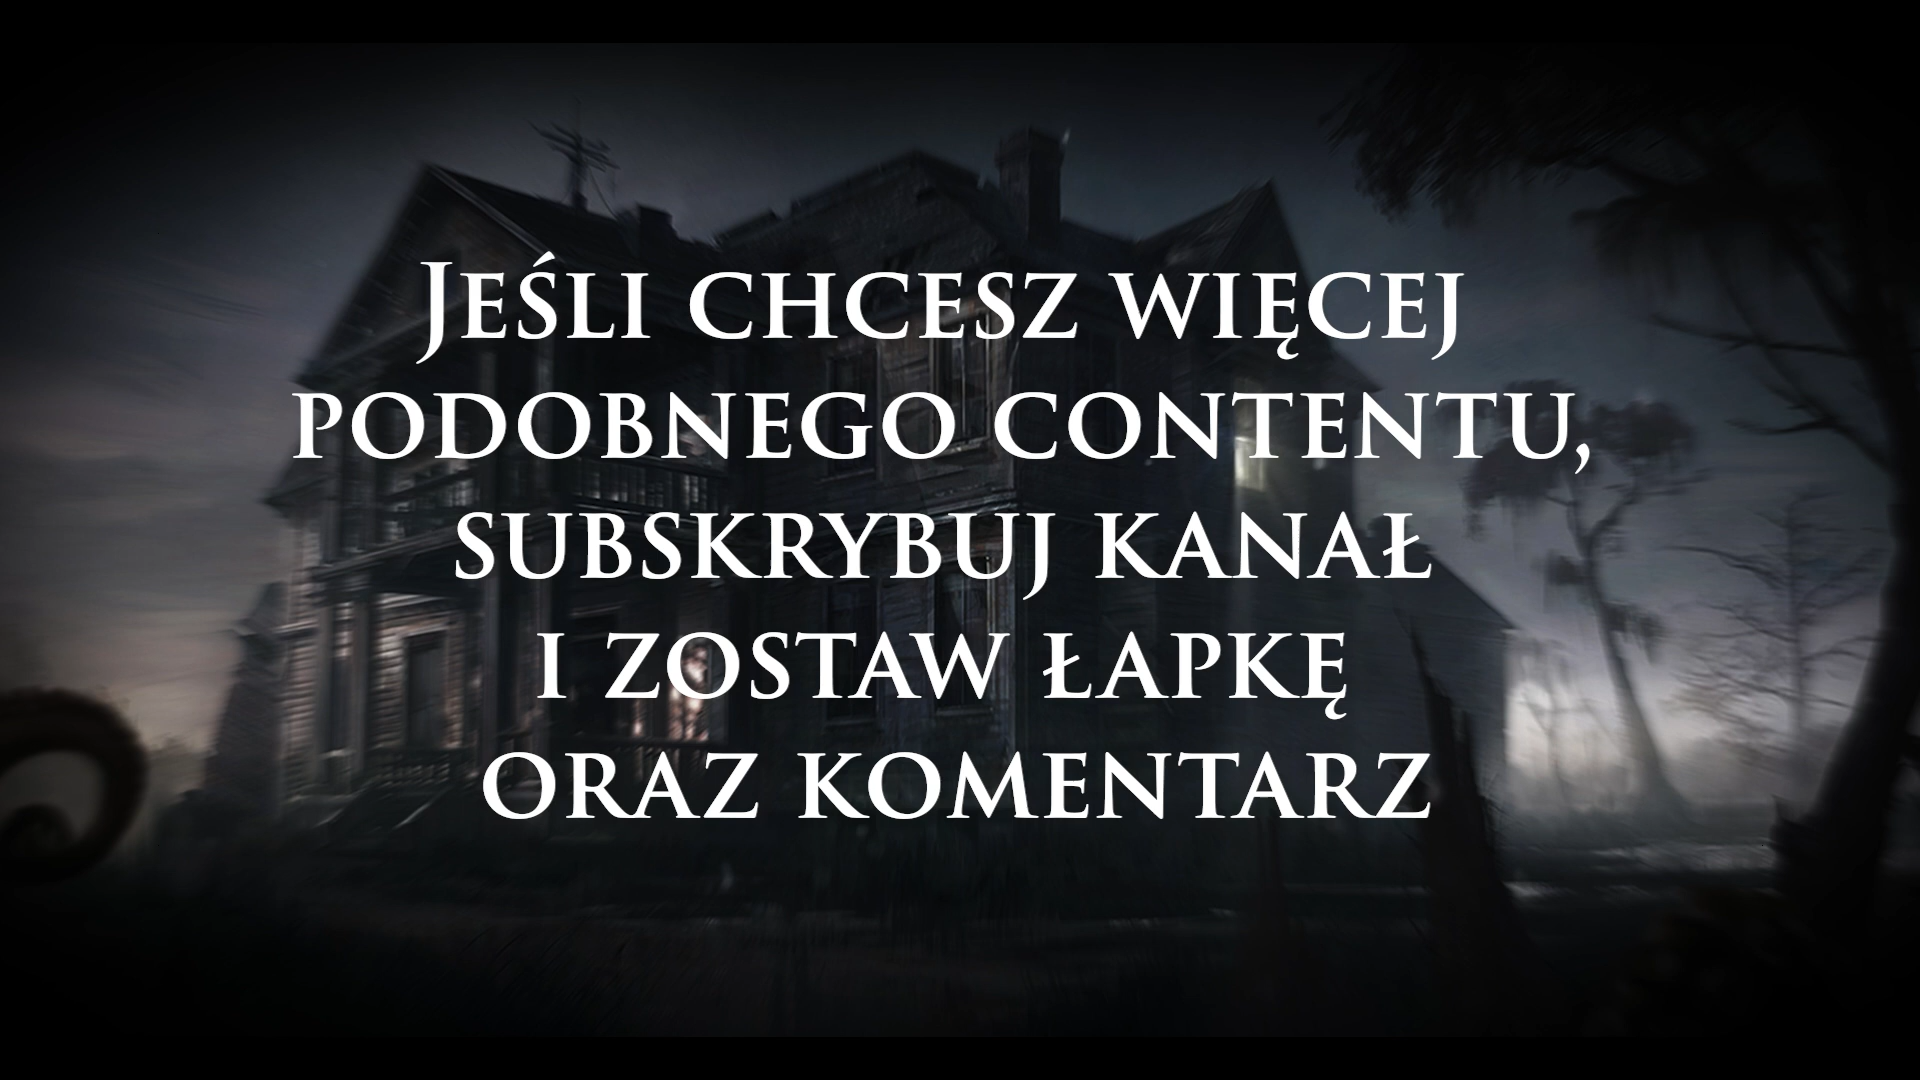 Jeśli chcesz więcej
podobnego contentu,
subskrybuj kanał
i zostaw łapkę
oraz komentarz